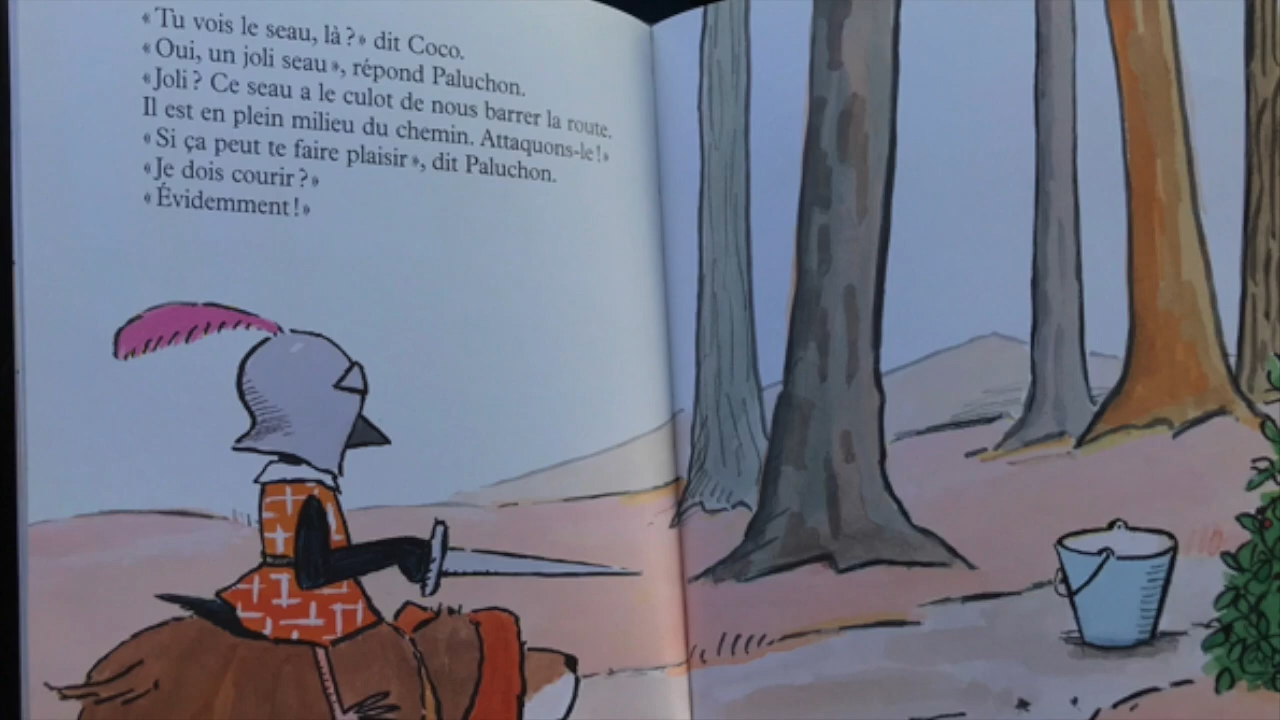 « Tu vois le seau, là ? » dit Coco.
« Oui, un joli seau », répond Paluchon.
« Joli ? Ce seau a le culot de nous barrer la route.
Il est en plein milieu du chemin. Attaquons-le ! »
« Si ça peut te faire plaisir », dit Paluchon.
« Je dois courir ? »
« Évidemment ! »